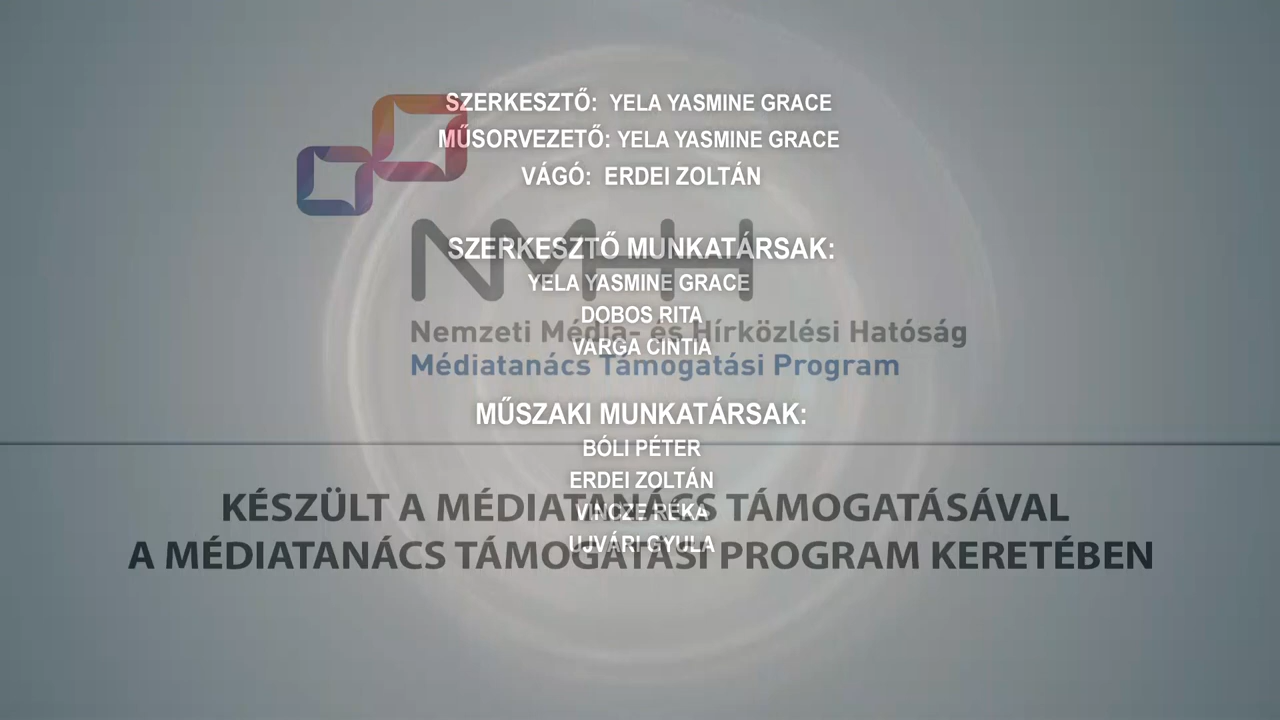 SZERKESZTŐ: YELA YASMINE GRACE
MŰSORVEZETŐ: YELA YASMINE GRACE
VÁGÓ: ERDEI ZOLTÁN
NMHH
SZERKESZTŐ MUNKATÁRSAK:
YELA YASMINE GRACE
DOBOS RITA
Nemzeti Média- és Hírközlési Hatóság
VARGA CINTIA
Médiatanács Támogatási Program
MŰSZAKI MUNKATÁRSAK:
BÓLI PÉTER
ERDEI ZOLTÁN
KÉSZÜLT A MÉDIATANÁCS TÁMOGATÁSÁVAL
VINCZE RÉKA
UJVÁRI GYULA
A MÉDIATANÁCS TÁMOGATÁSI PROGRAM KERETÉBEN